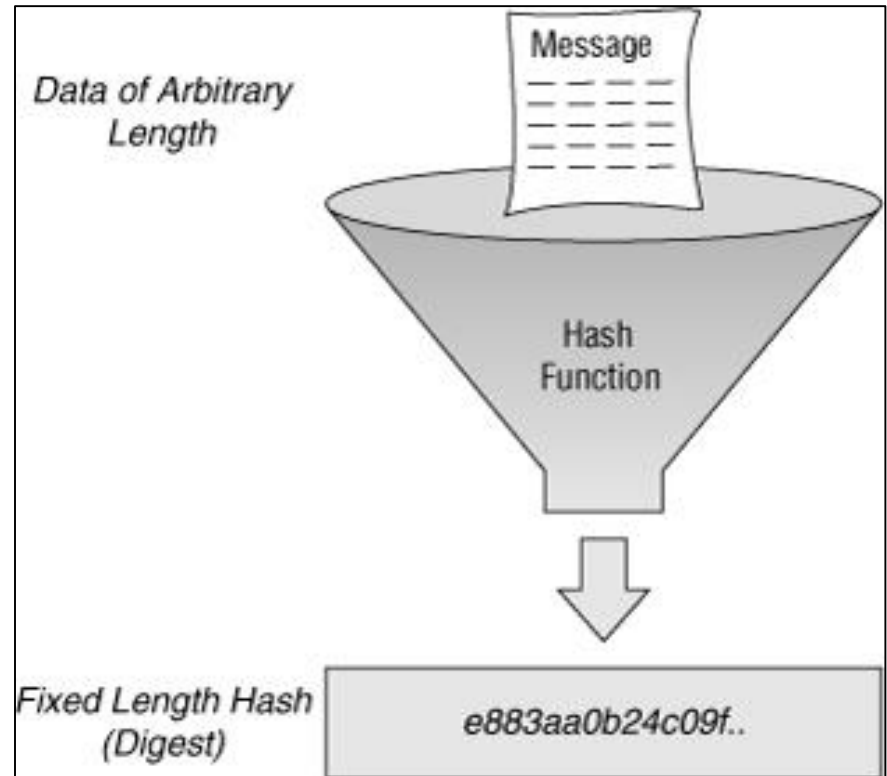 Message
Data of Arbitrary
Length
Hash
Function
Fixed Length Hash
(Digest)
e883aa0b24c09f..